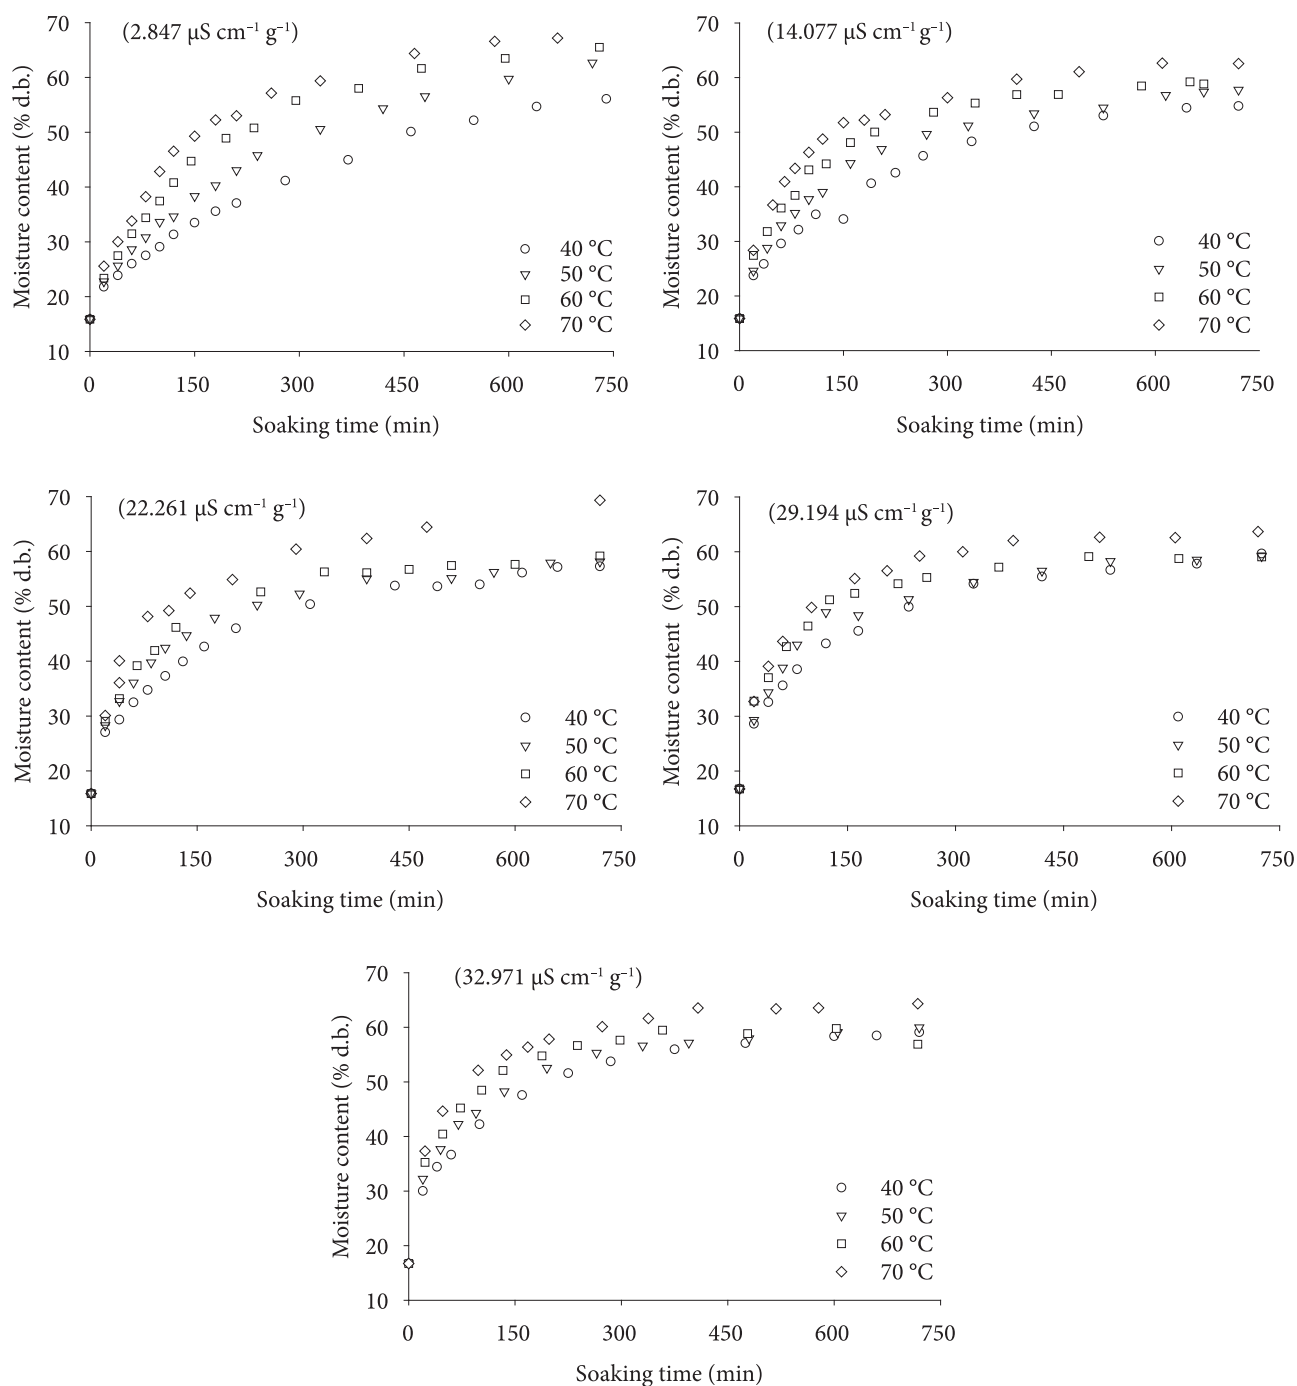 (2.847 µS cm⁻¹ g⁻¹)
Moisture content (% d.b.)
70
60
50
40
30
20
10
40 °C
50 °C
60 °C
70 °C
0 150 300 450 600 750
Soaking time (min)
(14.077 µS cm⁻¹ g⁻¹)
Moisture content (% d.b.)
70
60
50
40
30
20
10
40 °C
50 °C
60 °C
70 °C
0 150 300 450 600 750
Soaking time (min)
(22.261 µS cm⁻¹ g⁻¹)
Moisture content (% d.b.)
70
60
50
40
30
20
10
40 °C
50 °C
60 °C
70 °C
0 150 300 450 600 750
Soaking time (min)
(29.194 µS cm⁻¹ g⁻¹)
Moisture content (% d.b.)
70
60
50
40
30
20
10
40 °C
50 °C
60 °C
70 °C
0 150 300 450 600 750
Soaking time (min)
(32.971 µS cm⁻¹ g⁻¹)
Moisture content (% d.b.)
70
60
50
40
30
20
10
40 °C
50 °C
60 °C
70 °C
0 150 300 450 600 750
Soaking time (min)